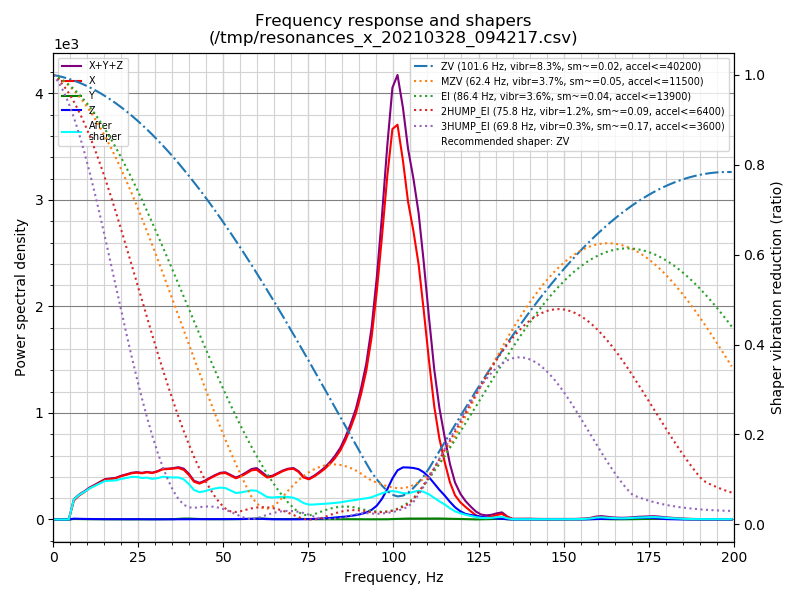 Frequency response and shapers
(/tmp/resonances_x_20210328_094217.csv)
1e3
X+Y+Z
X
Y
Z
After
shaper
ZV (101.6 Hz, vibr=8.3%, sm~=0.02, accel<=40200)
MZV (62.4 Hz, vibr=3.7%, sm~=0.05, accel<=11500)
EI (86.4 Hz, vibr=3.6%, sm~=0.04, accel<=13900)
2HUMP_EI (75.8 Hz, vibr=1.2%, sm~=0.09, accel<=6400)
3HUMP_EI (69.8 Hz, vibr=0.3%, sm~=0.17, accel<=3600)
Recommended shaper: ZV
Power spectral density
4
3
2
1
0
1.0
0.8
0.6
0.4
0.2
0.0
Shaper vibration reduction (ratio)
0 25 50 75 100 125 150 175 200
Frequency, Hz